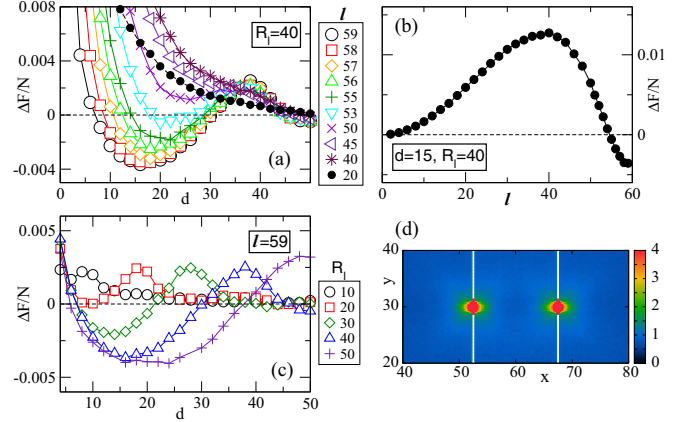 0.008
0.004
0
-0.004
ΔF/N
0 10 20 30 40
d
R_l=40
(a)
l
59
58
57
56
55
53
50
45
40
20
(b)
0.01
0
ΔF/N
d=15, R_l=40
0 10 20 30 40 50 60
l
0.005
0
-0.005
ΔF/N
10 20 30 40 50
d
l=59
(c)
R_l
10
20
30
40
50
(d)
40
30
20
y
40 50 60 70 80
x
4
3
2
1
0